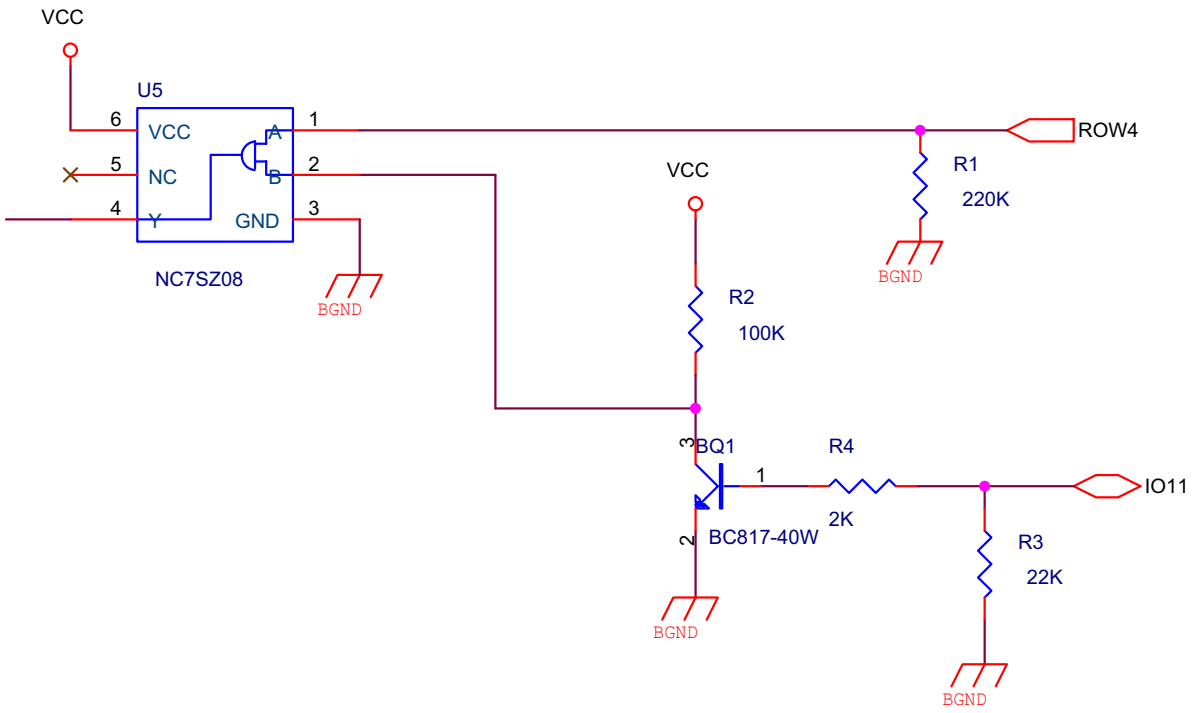 VCC
U5
6
VCC
A
1
ROW4
5
NC
B
2
4
Y
GND
3
NC7SZ08
BGND
R1
220K
BGND
VCC
R2
100K
3
BQ1
1
R4
2K
IO11
2
BC817-40W
BGND
R3
22K
BGND